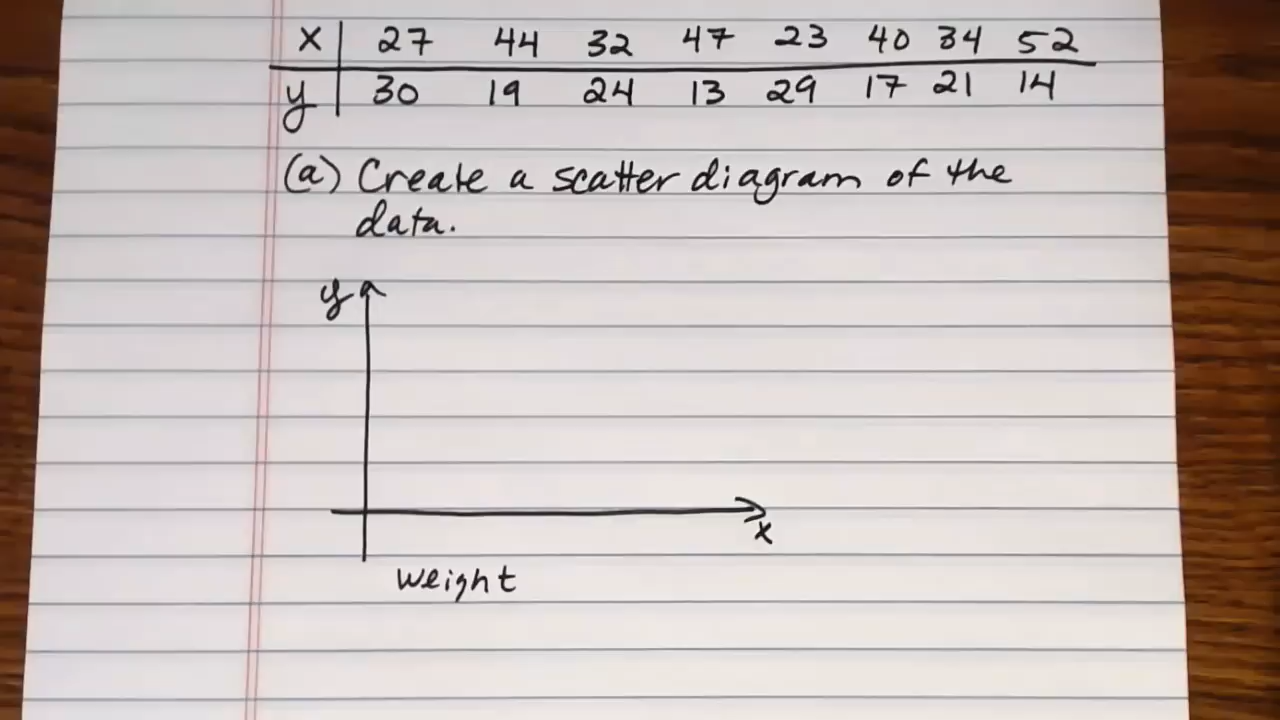 x 27 44 32 47 23 40 34 52
y 30 19 24 13 29 17 21 14
(a) Create a scatter diagram of the
data.
y
x
weight